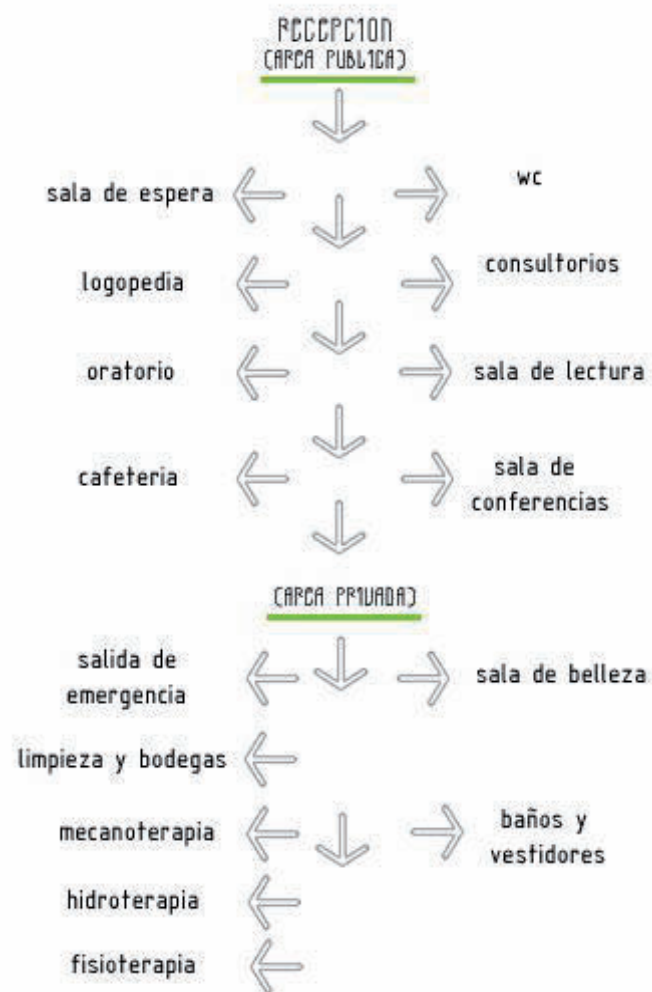 RECEPCION
(AREA PUBLICA)
sala de espera
wc
logopedia
consultorios
oratorio
sala de lectura
cafeteria
sala de
conferencias
(AREA PRIVADA)
salida de
emergencia
sala de belleza
limpieza y bodegas
mecanoterapia
baños y
vestidores
hidroterapia
fisioterapia